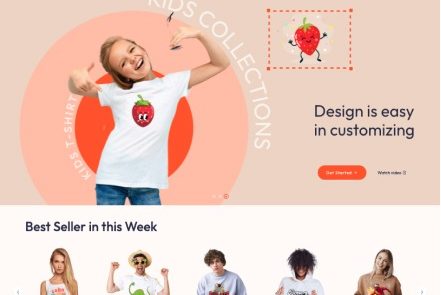 KIDS COLLECTIONS
KIDS T-SHIRT
Design is easy
in customizing
Get Started
Watch video
Best Seller in this Week